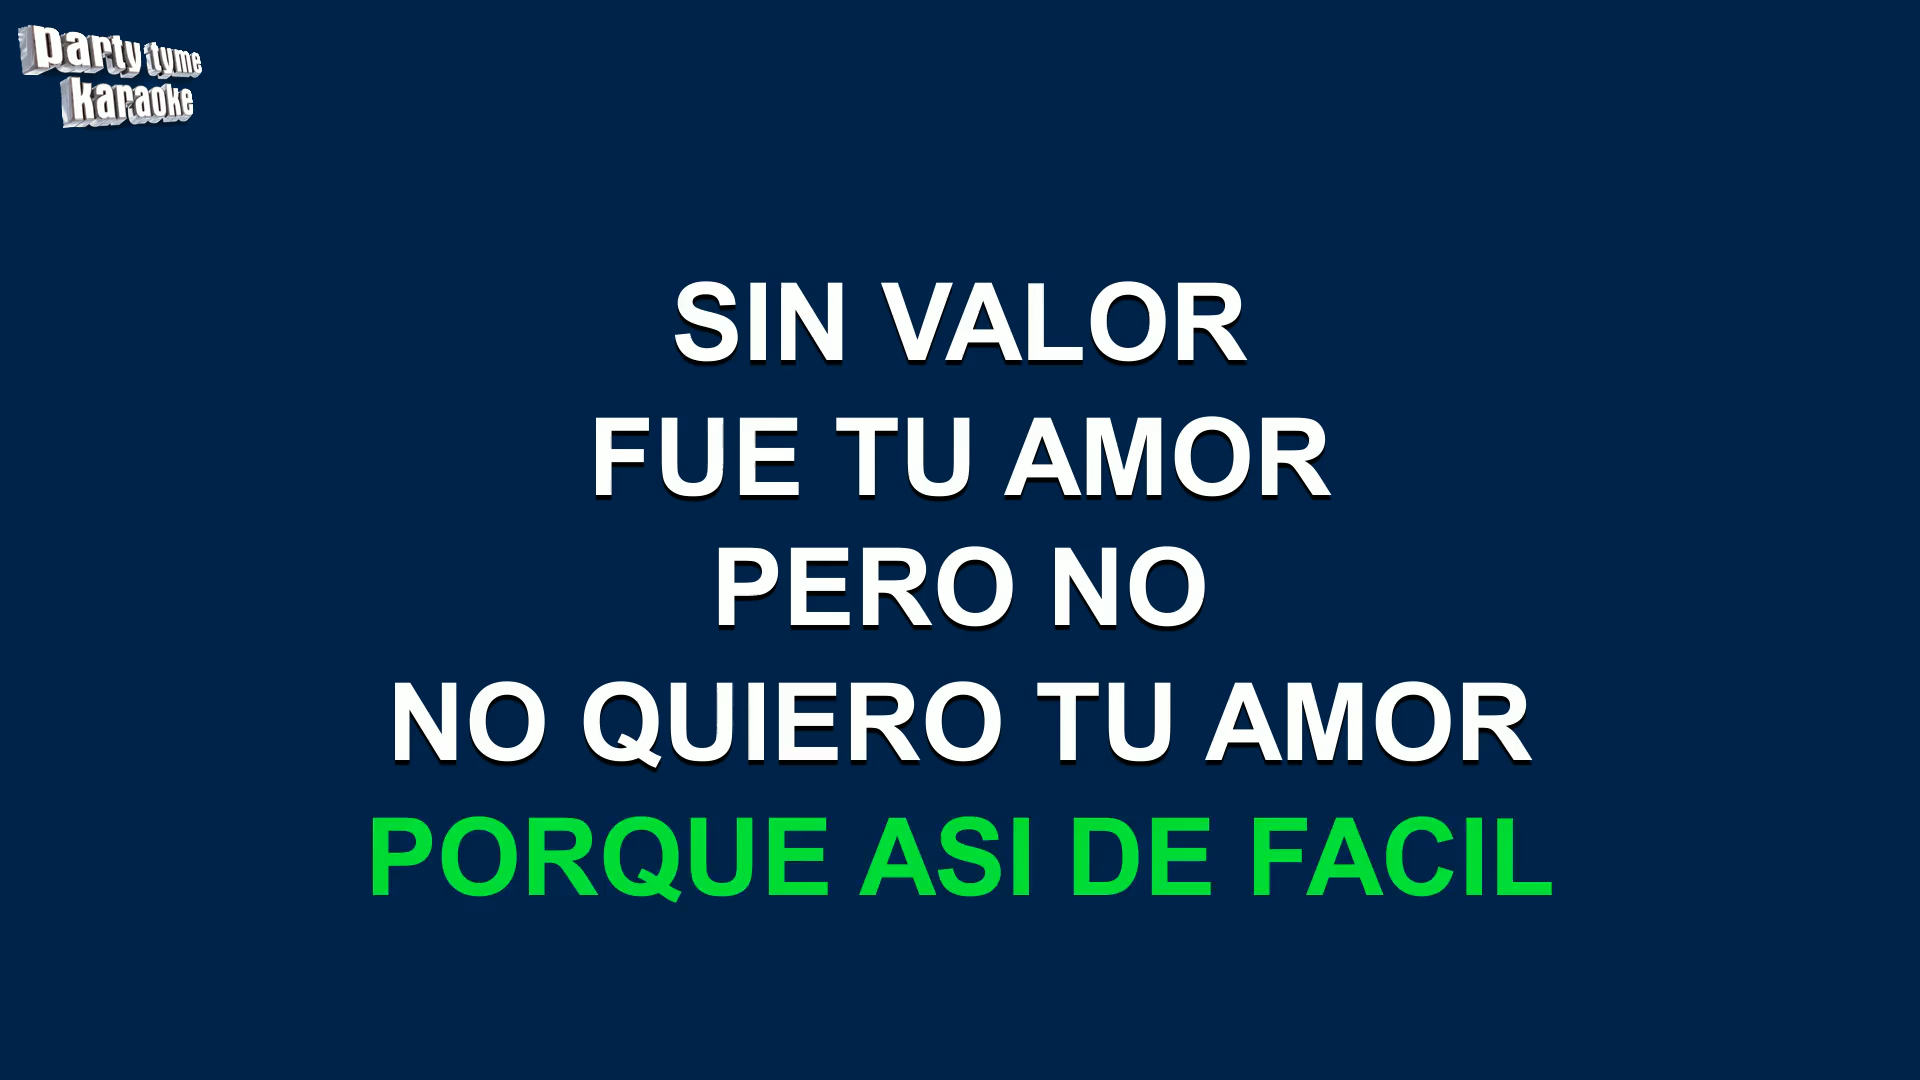 party tyme
karaoke
SIN VALOR
FUE TU AMOR
PERO NO
NO QUIERO TU AMOR
PORQUE ASI DE FACIL